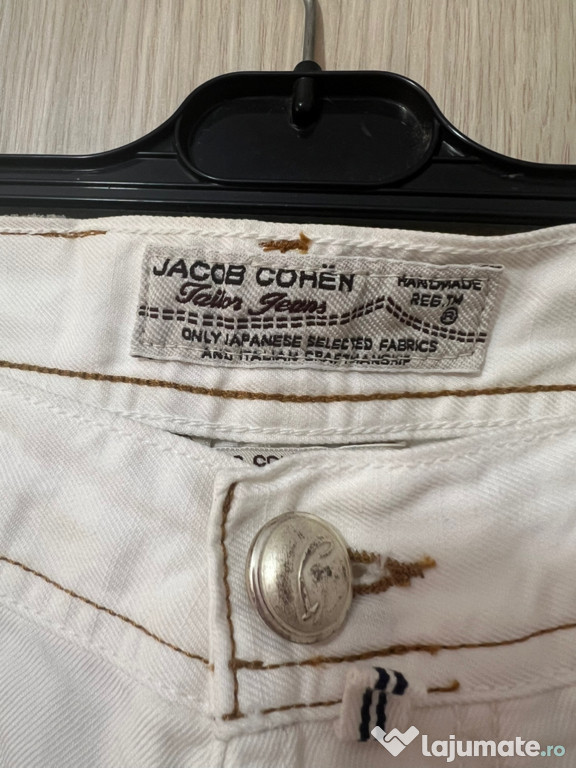 JACOB COHËN
Tailor Jeans
HANDMADE
REG.TM
®
ONLY JAPANESE SELECTED FABRICS
AND ITALIAN CRAFTMANSHIP
lajumate.ro